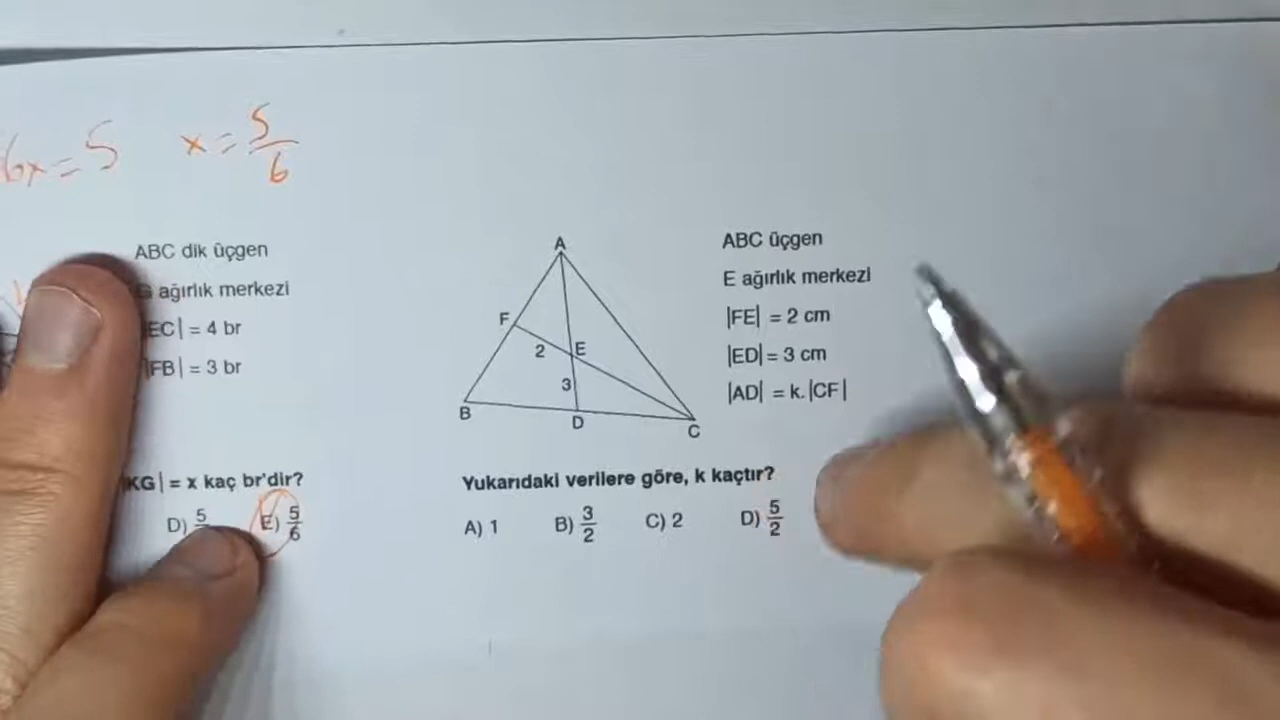 6x = 5 x = 5/6
ABC dik üçgen
G ağırlık merkezi
|EC| = 4 br
|FB| = 3 br
|KG| = x kaç br'dir?
D) 5
E) 5/6
A
F
2
E
3
B
D
C
ABC üçgen
E ağırlık merkezi
|FE| = 2 cm
|ED| = 3 cm
|AD| = k.|CF|
Yukarıdaki verilere göre, k kaçtır?
A) 1 B) 3/2 C) 2 D) 5/2